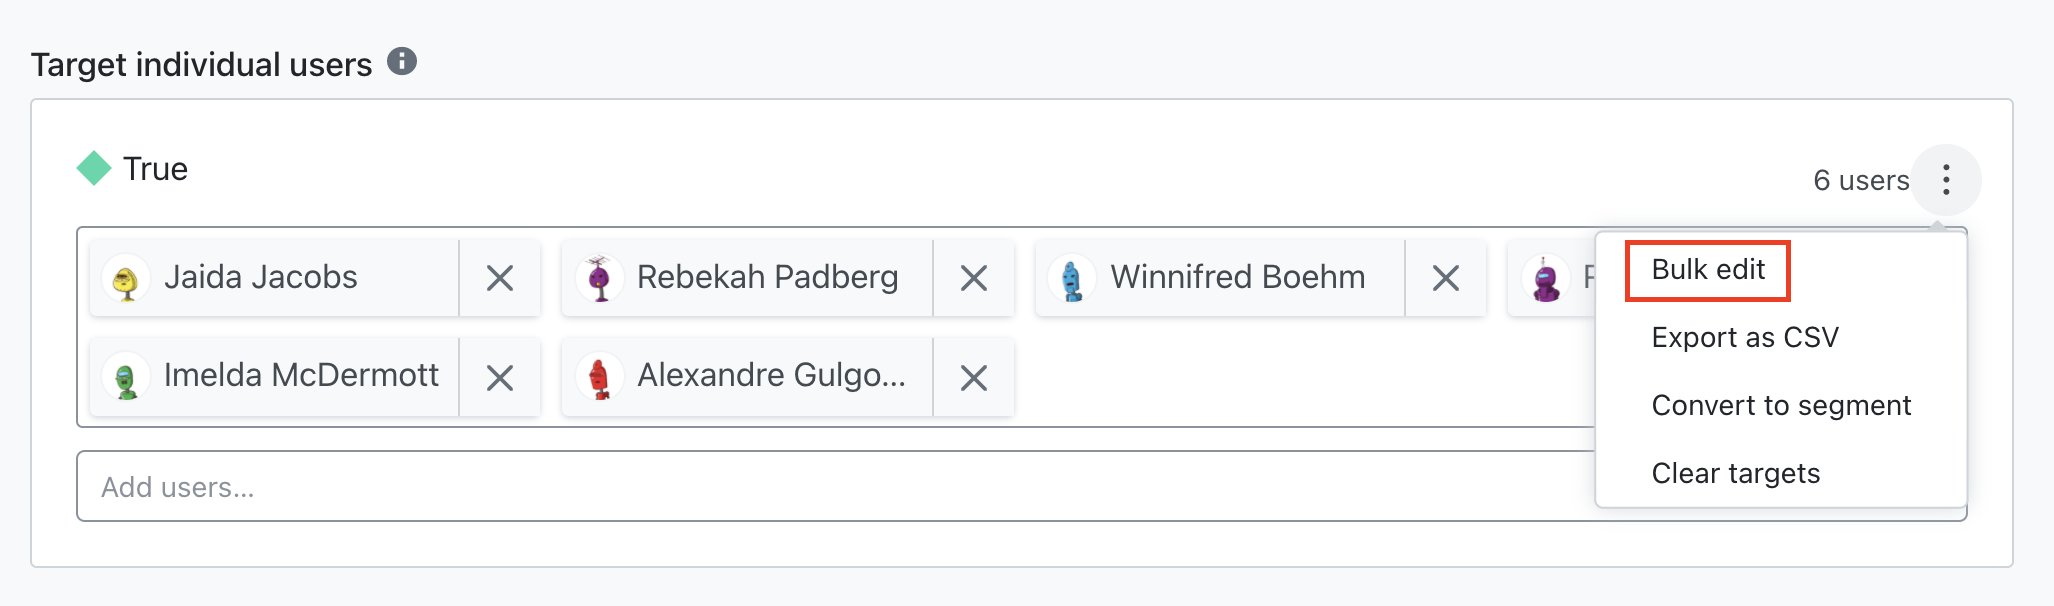 Target individual users
True
6 users
Jaida Jacobs
Rebekah Padberg
Winnifred Boehm
Imelda McDermott
Alexandre Gulgo...
Add users...
Bulk edit
Export as CSV
Convert to segment
Clear targets